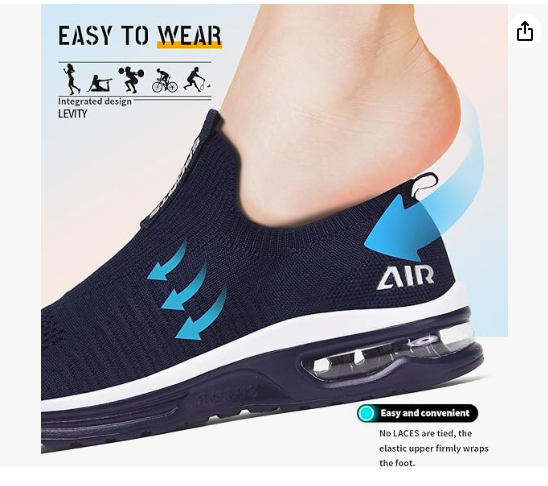 EASY TO WEAR
Integrated design
LEVITY
AIR
Easy and convenient
No LACES are tied, the
elastic upper firmly wraps
the foot.